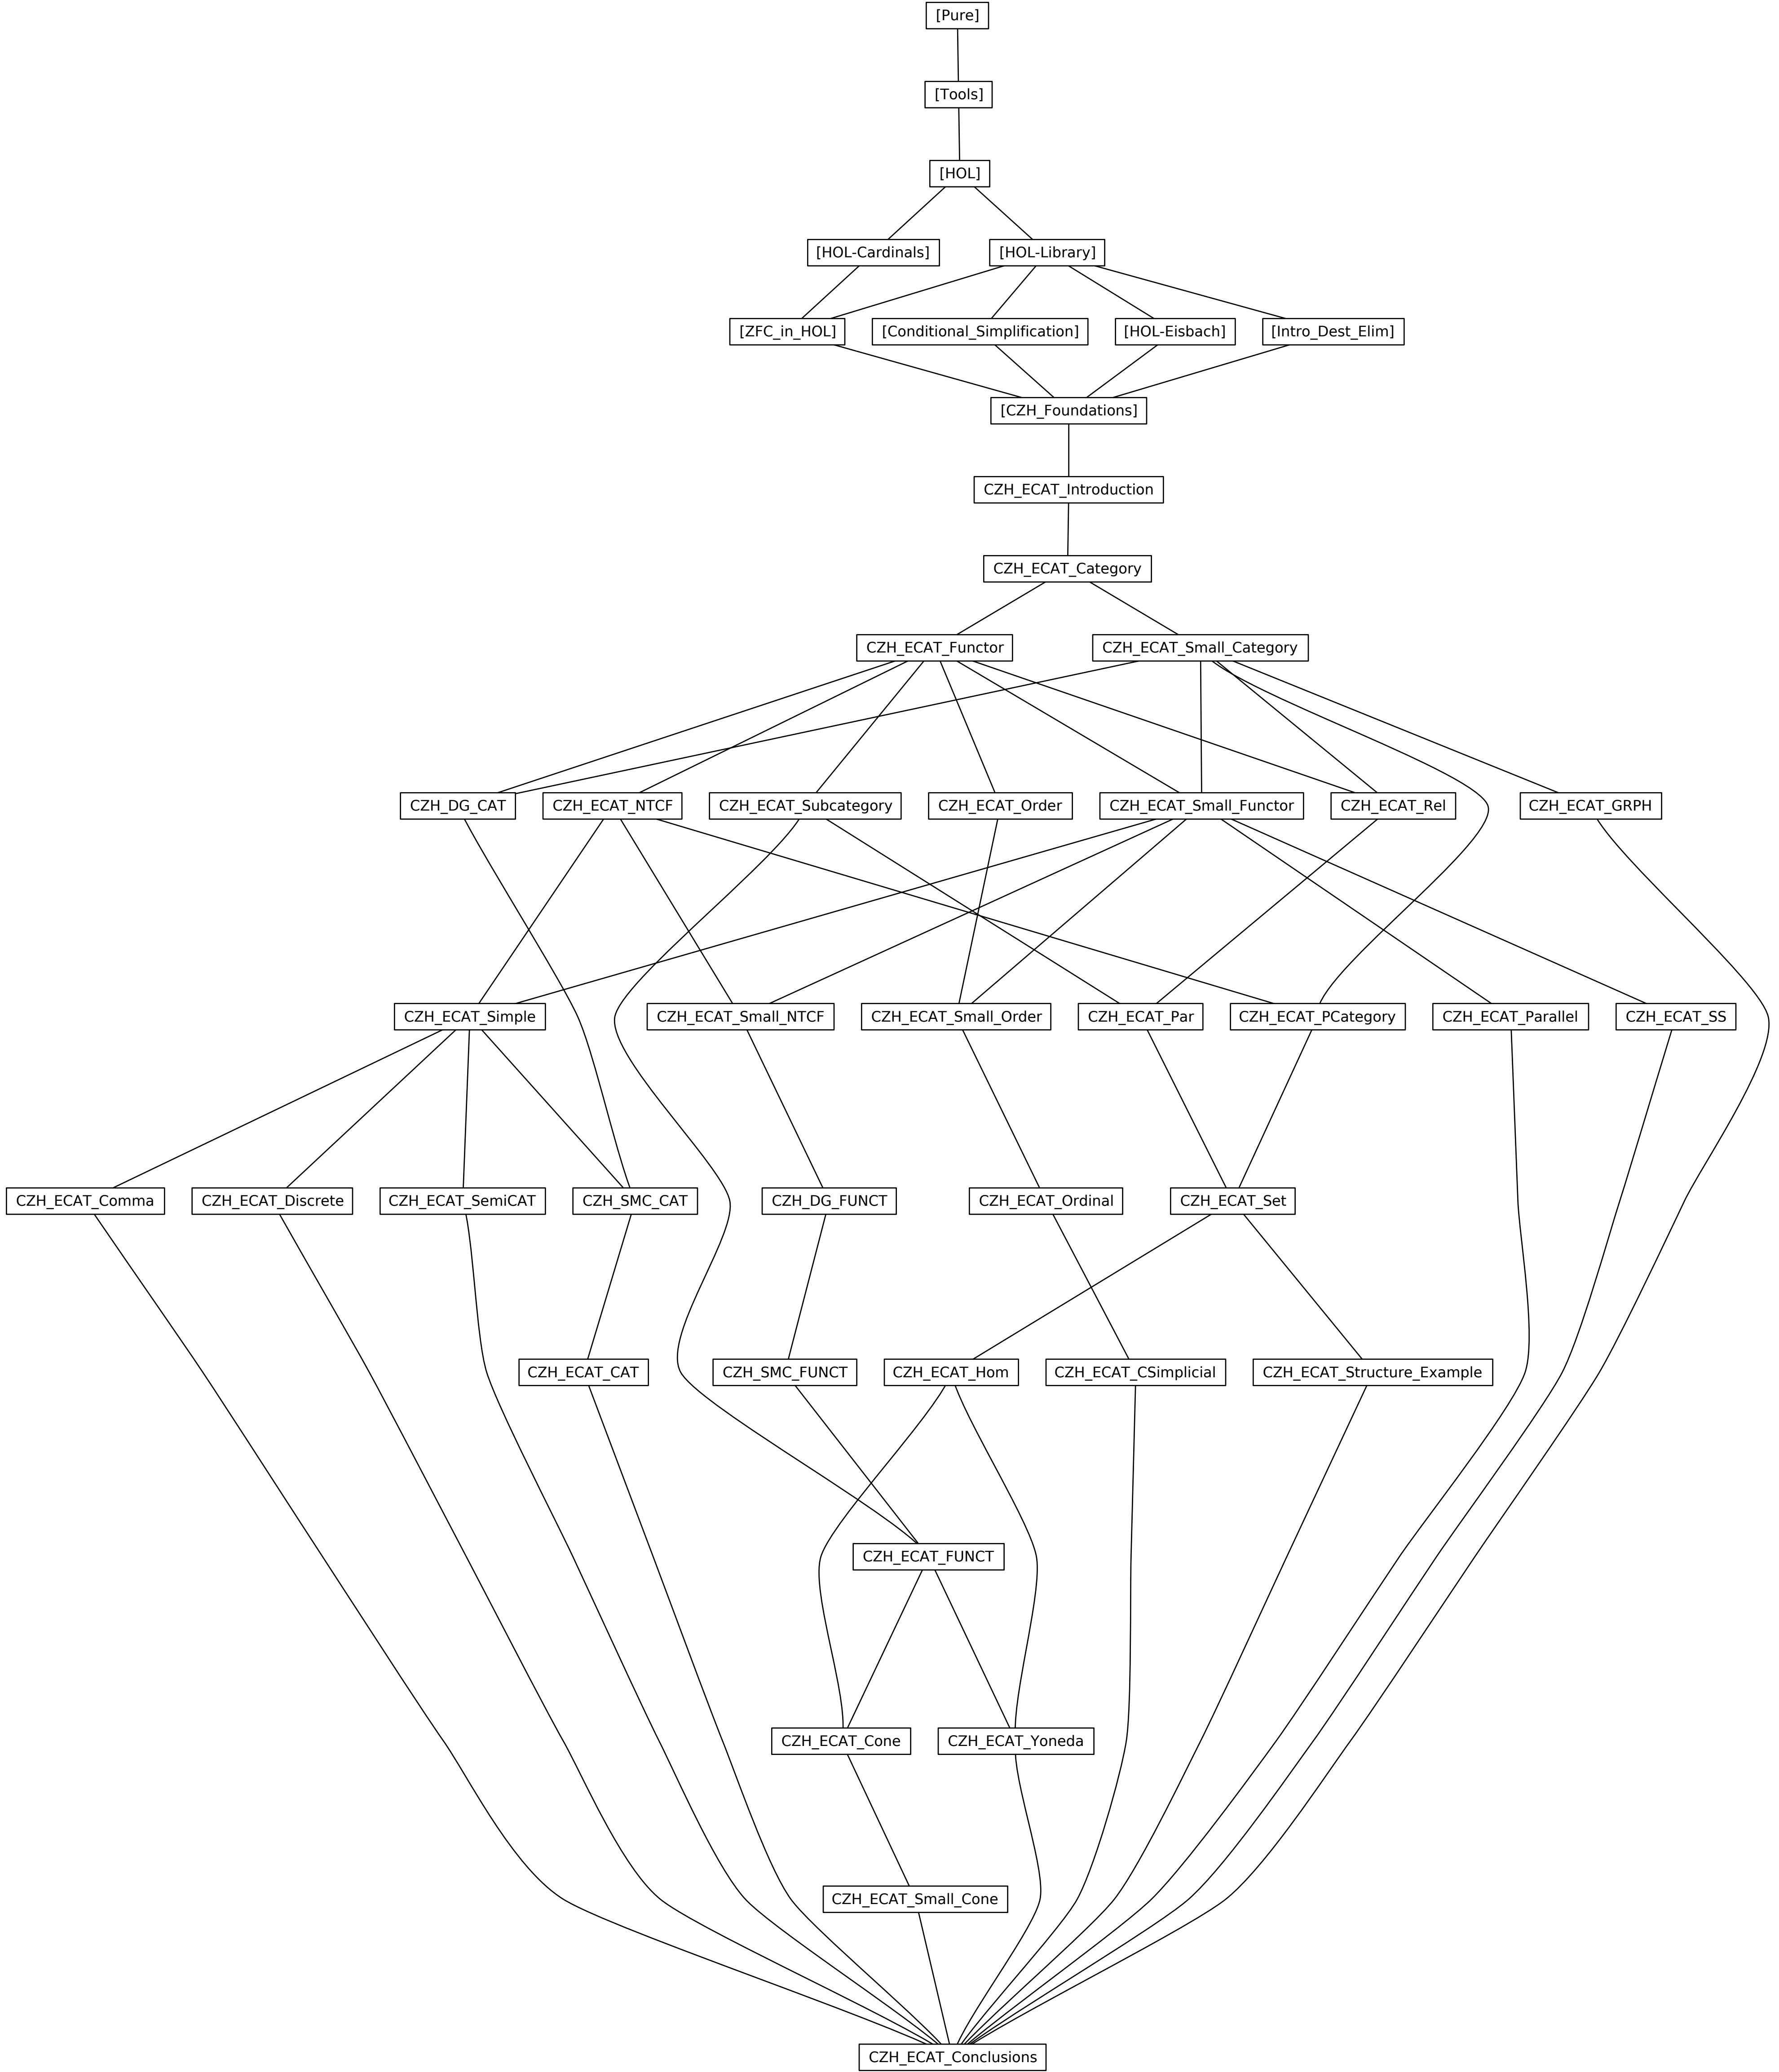 [Pure]
[Tools]
[HOL]
[HOL-Cardinals]
[HOL-Library]
[ZFC_in_HOL]
[Conditional_Simplification]
[HOL-Eisbach]
[Intro_Dest_Elim]
[CZH_Foundations]
CZH_ECAT_Introduction
CZH_ECAT_Category
CZH_ECAT_Functor
CZH_ECAT_Small_Category
CZH_DG_CAT
CZH_ECAT_NTCF
CZH_ECAT_Subcategory
CZH_ECAT_Order
CZH_ECAT_Small_Functor
CZH_ECAT_Rel
CZH_ECAT_GRPH
CZH_ECAT_Simple
CZH_ECAT_Small_NTCF
CZH_ECAT_Small_Order
CZH_ECAT_Par
CZH_ECAT_PCategory
CZH_ECAT_Parallel
CZH_ECAT_SS
CZH_ECAT_Comma
CZH_ECAT_Discrete
CZH_ECAT_SemiCAT
CZH_SMC_CAT
CZH_DG_FUNCT
CZH_ECAT_Ordinal
CZH_ECAT_Set
CZH_ECAT_CAT
CZH_SMC_FUNCT
CZH_ECAT_Hom
CZH_ECAT_CSimplicial
CZH_ECAT_Structure_Example
CZH_ECAT_FUNCT
CZH_ECAT_Cone
CZH_ECAT_Yoneda
CZH_ECAT_Small_Cone
CZH_ECAT_Conclusions